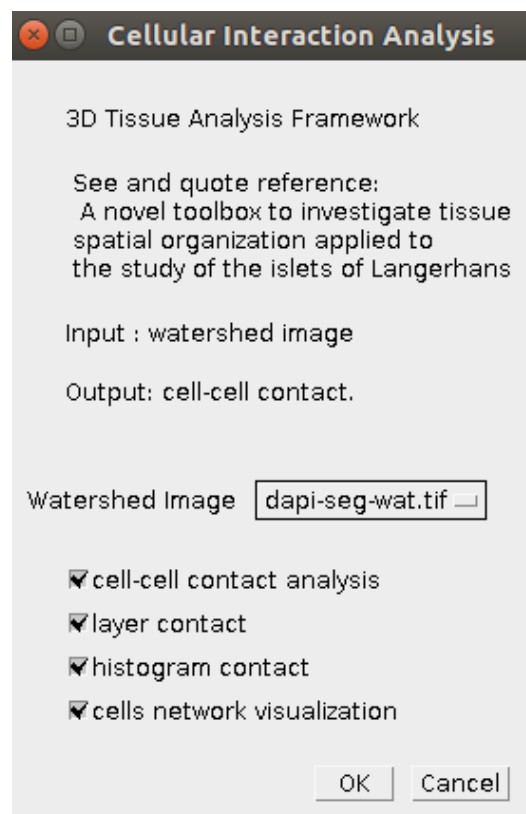 Cellular Interaction Analysis
3D Tissue Analysis Framework
See and quote reference:
A novel toolbox to investigate tissue
spatial organization applied to
the study of the islets of Langerhans
Input : watershed image
Output: cell-cell contact.
Watershed Image dapi-seg-wat.tif
cell-cell contact analysis
layer contact
histogram contact
cells network visualization
OK Cancel